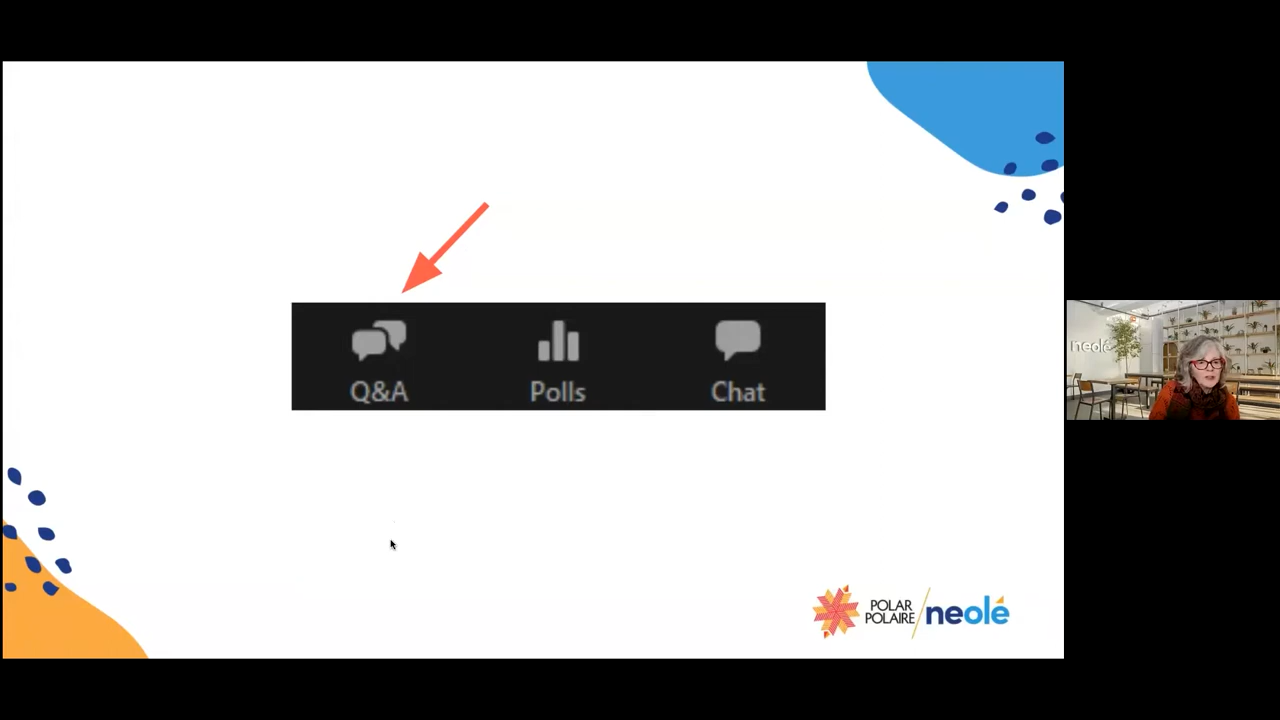 Q&A
Polls
Chat
POLAR
POLAIRE
neolé
neolé